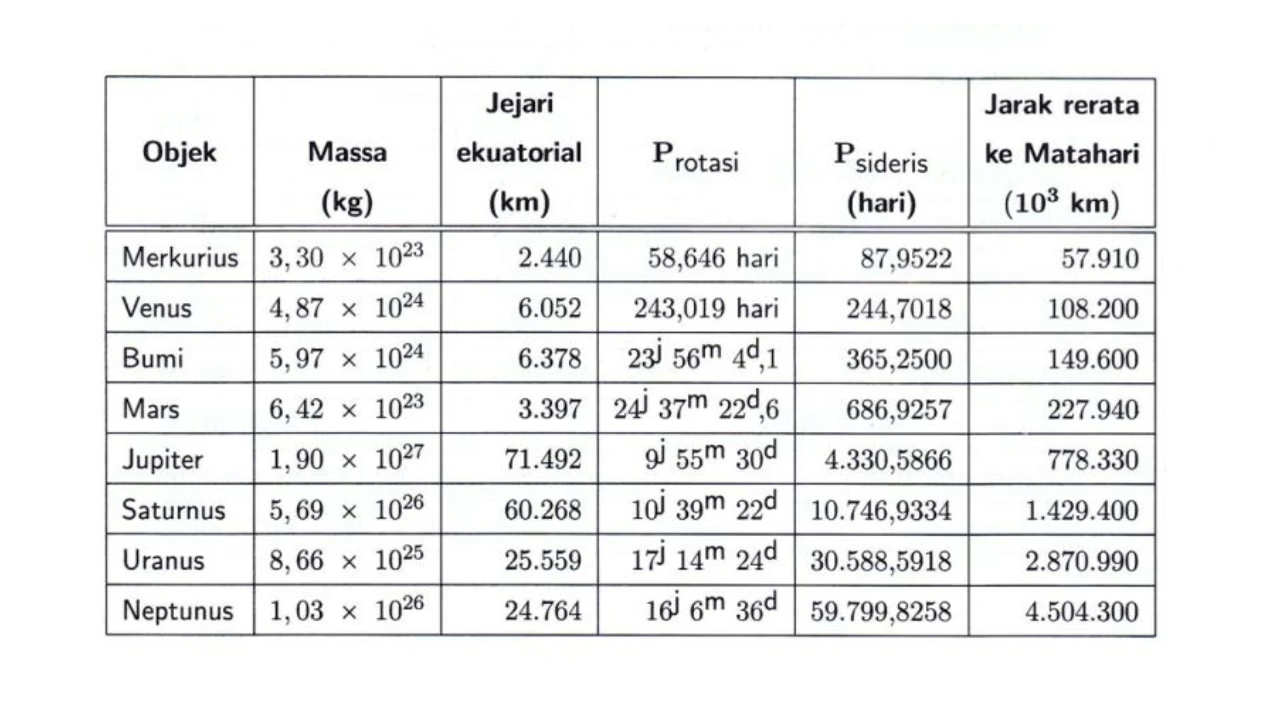 Objek Massa (kg) Jejari ekuatorial (km) P rotasi P sideris (hari) Jarak rerata ke Matahari (10³ km)
Merkurius 3,30 × 10²³ 2.440 58,646 hari 87,9522 57.910
Venus 4,87 × 10²⁴ 6.052 243,019 hari 244,7018 108.200
Bumi 5,97 × 10²⁴ 6.378 23ʲ 56ᵐ 4ᵈ,1 365,2500 149.600
Mars 6,42 × 10²³ 3.397 24ʲ 37ᵐ 22ᵈ,6 686,9257 227.940
Jupiter 1,90 × 10²⁷ 71.492 9ʲ 55ᵐ 30ᵈ 4.330,5866 778.330
Saturnus 5,69 × 10²⁶ 60.268 10ʲ 39ᵐ 22ᵈ 10.746,9334 1.429.400
Uranus 8,66 × 10²⁵ 25.559 17ʲ 14ᵐ 24ᵈ 30.588,5918 2.870.990
Neptunus 1,03 × 10²⁶ 24.764 16ʲ 6ᵐ 36ᵈ 59.799,8258 4.504.300